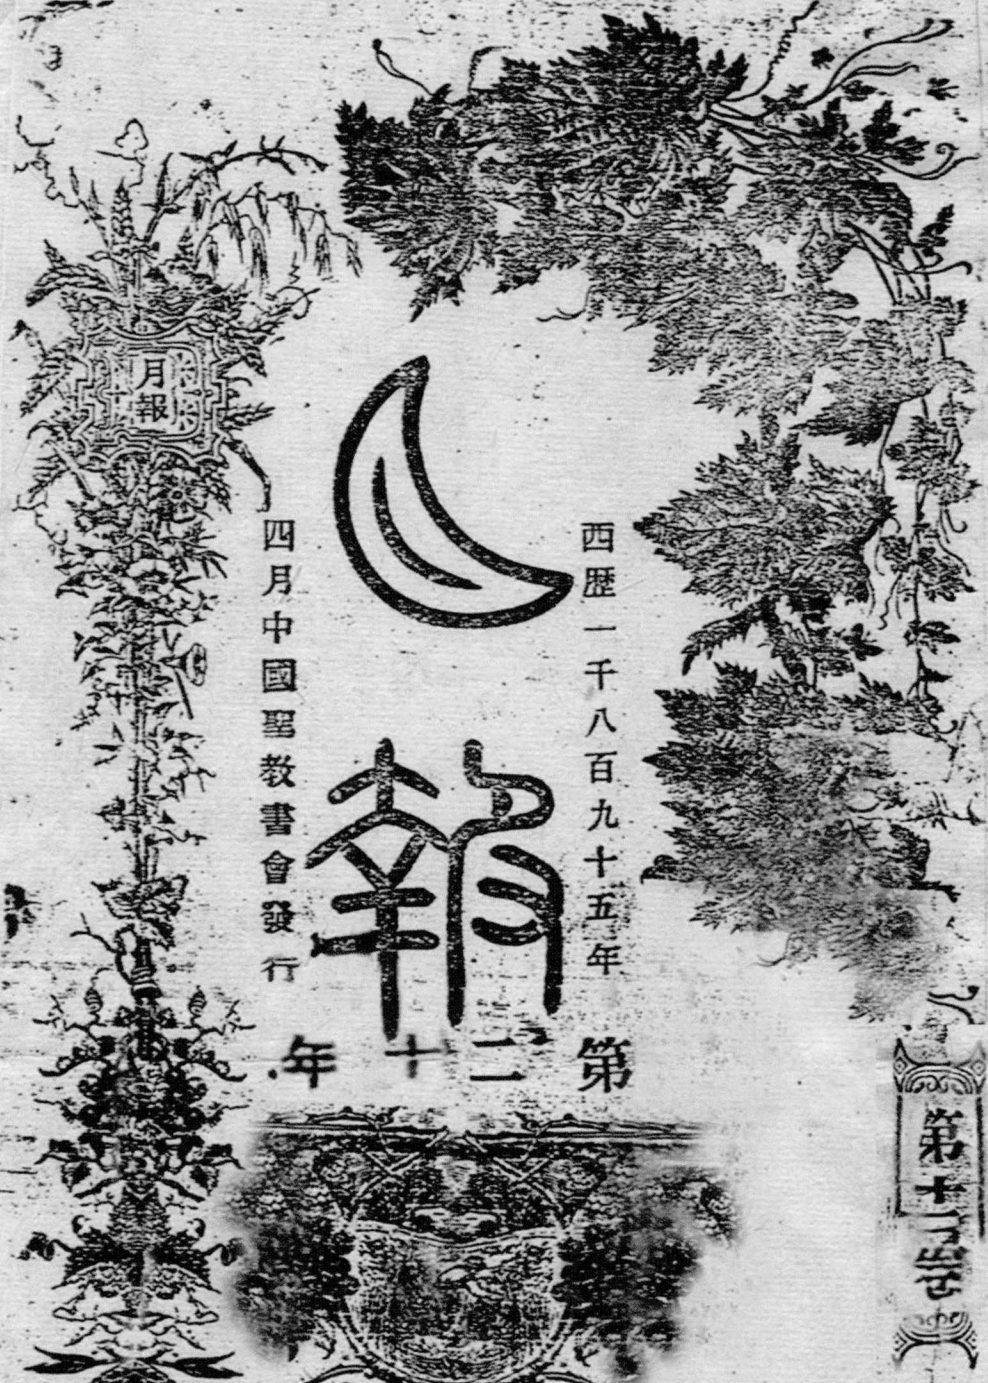 西歷一千八百九十五年
月報
四月中國聖教書會發行
月報
第二十年
第十二